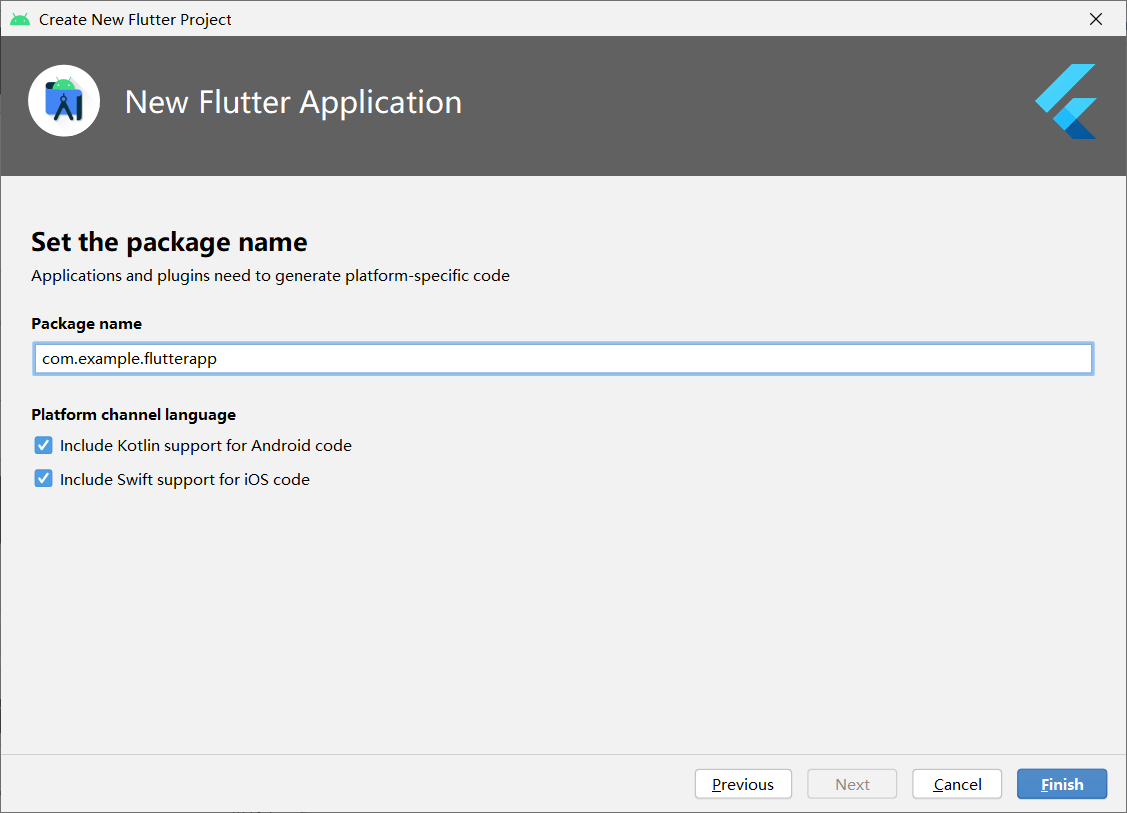 Create New Flutter Project
New Flutter Application
Set the package name
Applications and plugins need to generate platform-specific code
Package name
com.example.flutterapp
Platform channel language
Include Kotlin support for Android code
Include Swift support for iOS code
Previous Next Cancel Finish